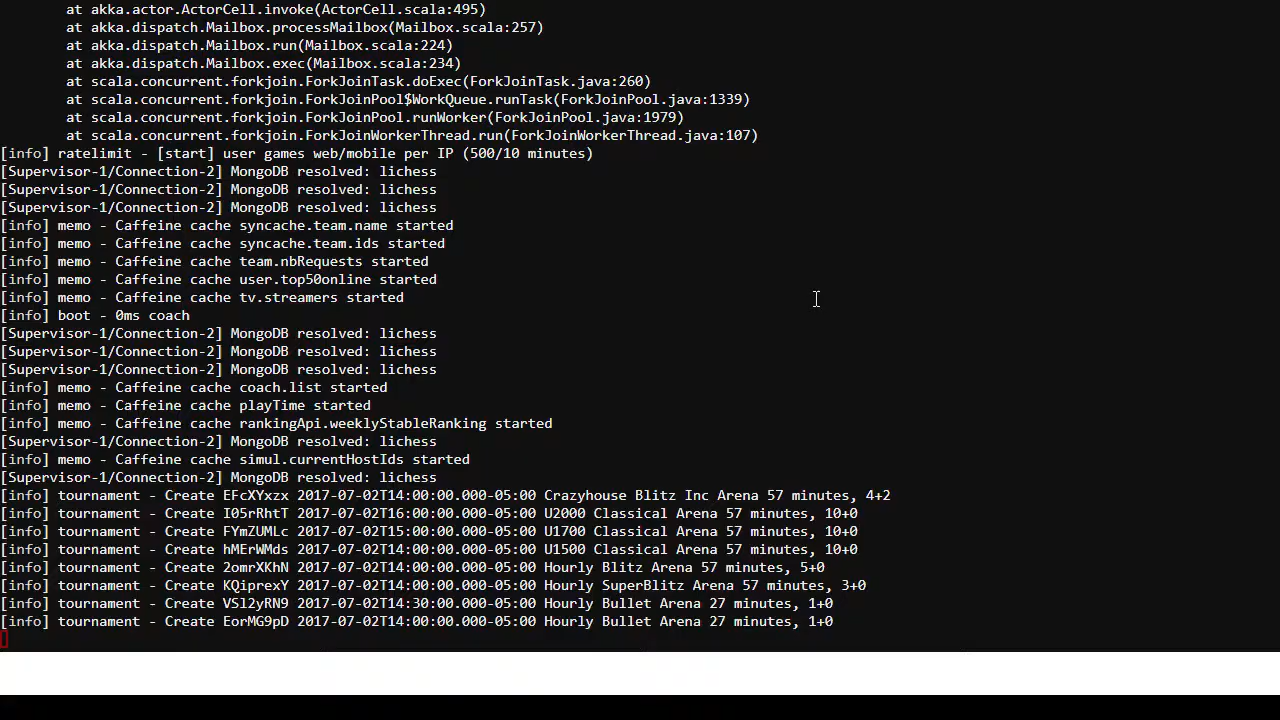 at akka.actor.ActorCell.invoke(ActorCell.scala:495)
at akka.dispatch.Mailbox.processMailbox(Mailbox.scala:257)
at akka.dispatch.Mailbox.run(Mailbox.scala:224)
at akka.dispatch.Mailbox.exec(Mailbox.scala:234)
at scala.concurrent.forkjoin.ForkJoinTask.doExec(ForkJoinTask.java:260)
at scala.concurrent.forkjoin.ForkJoinPool$WorkQueue.runTask(ForkJoinPool.java:1339)
at scala.concurrent.forkjoin.ForkJoinPool.runWorker(ForkJoinPool.java:1979)
at scala.concurrent.forkjoin.ForkJoinWorkerThread.run(ForkJoinWorkerThread.java:107)
[info] ratelimit - [start] user games web/mobile per IP (500/10 minutes)
[Supervisor-1/Connection-2] MongoDB resolved: lichess
[Supervisor-1/Connection-2] MongoDB resolved: lichess
[Supervisor-1/Connection-2] MongoDB resolved: lichess
[info] memo - Caffeine cache syncache.team.name started
[info] memo - Caffeine cache syncache.team.ids started
[info] memo - Caffeine cache team.nbRequests started
[info] memo - Caffeine cache user.top50online started
[info] memo - Caffeine cache tv.streamers started
[info] boot - 0ms coach
[Supervisor-1/Connection-2] MongoDB resolved: lichess
[Supervisor-1/Connection-2] MongoDB resolved: lichess
[Supervisor-1/Connection-2] MongoDB resolved: lichess
[info] memo - Caffeine cache coach.list started
[info] memo - Caffeine cache playTime started
[info] memo - Caffeine cache rankingApi.weeklyStableRanking started
[Supervisor-1/Connection-2] MongoDB resolved: lichess
[info] memo - Caffeine cache simul.currentHostIds started
[Supervisor-1/Connection-2] MongoDB resolved: lichess
[info] tournament - Create EFcXYxzx 2017-07-02T14:00:00.000-05:00 Crazyhouse Blitz Inc Arena 57 minutes, 4+2
[info] tournament - Create I05rRhtT 2017-07-02T16:00:00.000-05:00 U2000 Classical Arena 57 minutes, 10+0
[info] tournament - Create FYmZUMLc 2017-07-02T15:00:00.000-05:00 U1700 Classical Arena 57 minutes, 10+0
[info] tournament - Create hMErWMds 2017-07-02T14:00:00.000-05:00 U1500 Classical Arena 57 minutes, 10+0
[info] tournament - Create 2omrXKhN 2017-07-02T14:00:00.000-05:00 Hourly Blitz Arena 57 minutes, 5+0
[info] tournament - Create KQiprexY 2017-07-02T14:00:00.000-05:00 Hourly SuperBlitz Arena 57 minutes, 3+0
[info] tournament - Create VSl2yRN9 2017-07-02T14:30:00.000-05:00 Hourly Bullet Arena 27 minutes, 1+0
[info] tournament - Create EorMG9pD 2017-07-02T14:00:00.000-05:00 Hourly Bullet Arena 27 minutes, 1+0